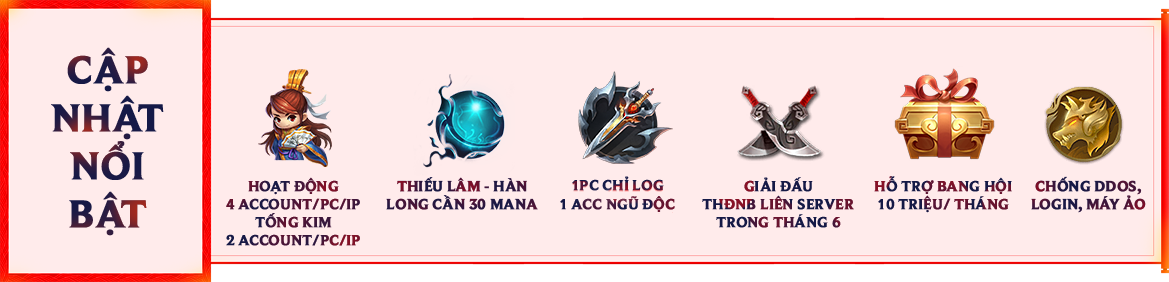 CẬP
NHẬT
NỔI
BẬT
HOẠT ĐỘNG
4 ACCOUNT/PC/IP
TỐNG KIM
2 ACCOUNT/PC/IP
THIẾU LÂM - HÀN
LONG CẦN 30 MANA
1PC CHỈ LOG
1 ACC NGŨ ĐỘC
GIẢI ĐẤU
THĐNB LIÊN SERVER
TRONG THÁNG 6
HỖ TRỢ BANG HỘI
10 TRIỆU/ THÁNG
CHỐNG DDOS,
LOGIN, MÁY ẢO